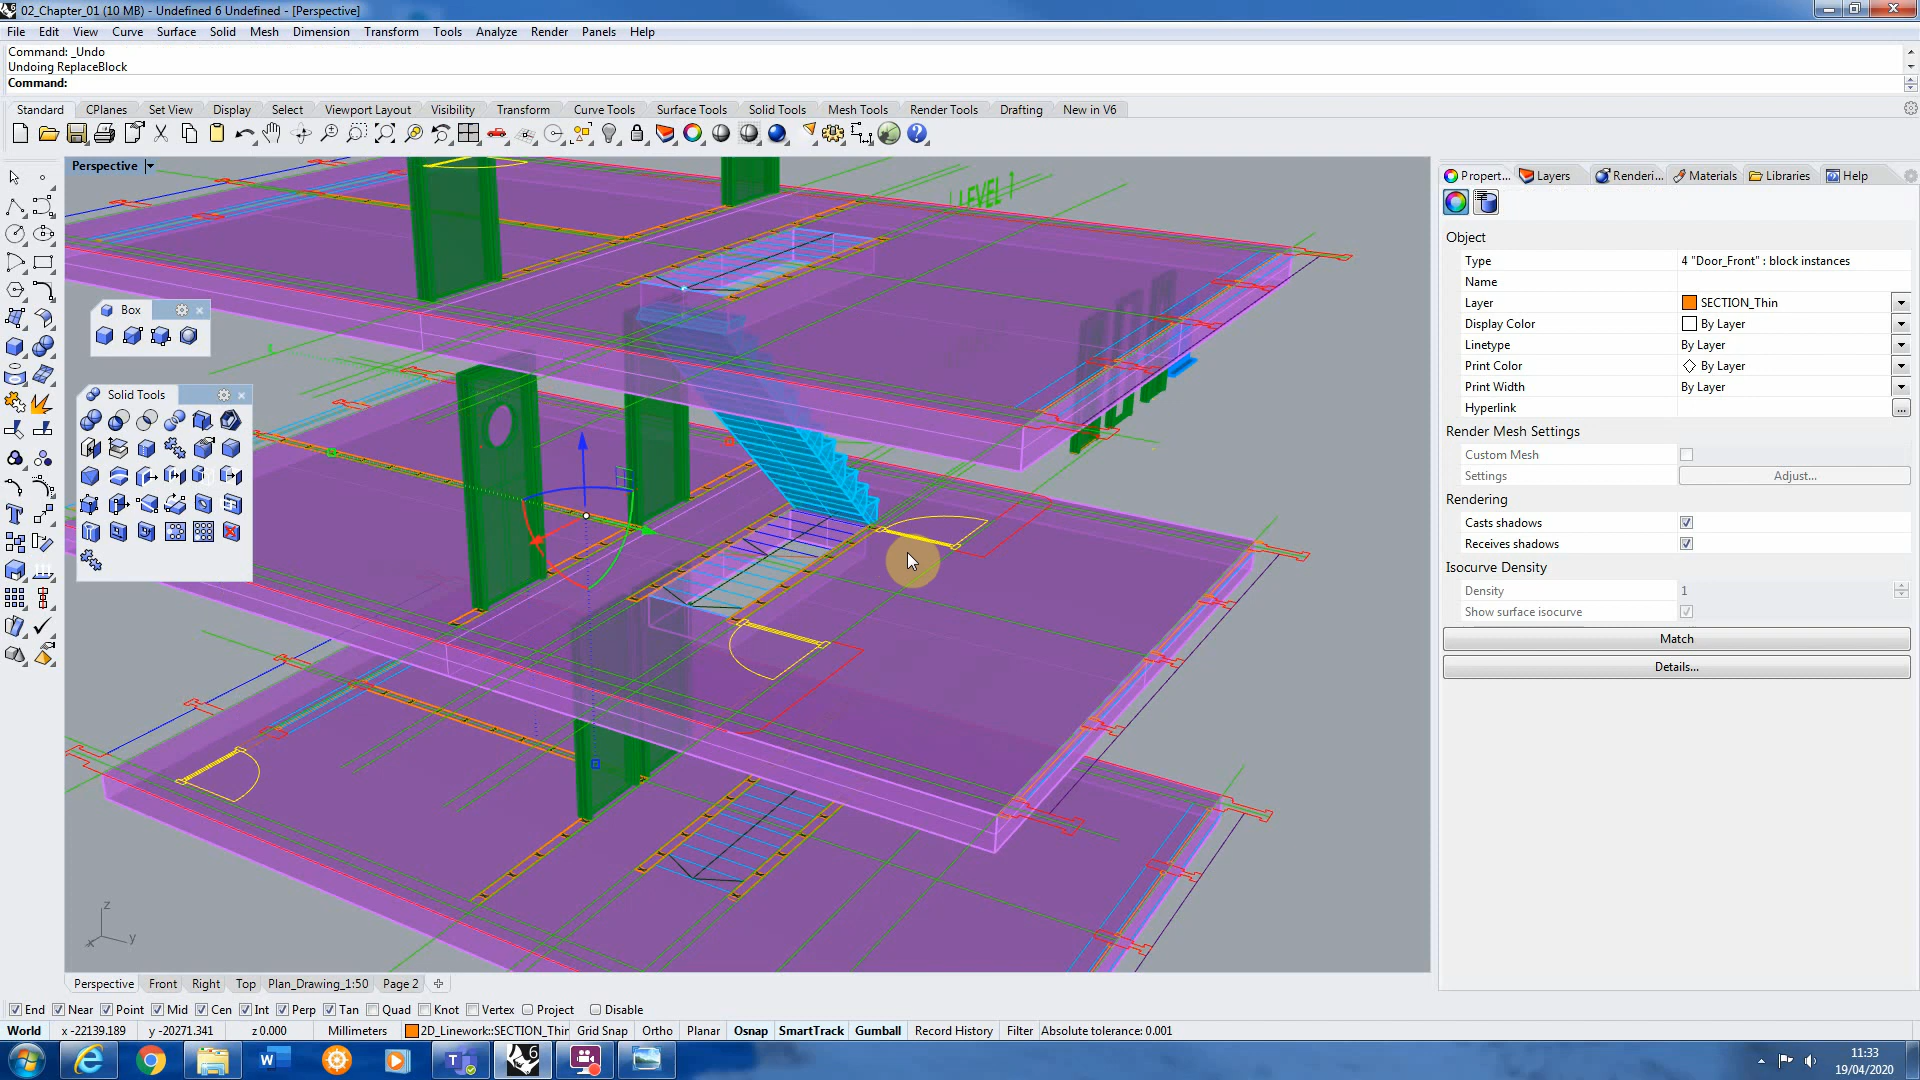 02_Chapter_01 (10 MB) - Undefined 6 Undefined - [Perspective]
File Edit View Curve Surface Solid Mesh Dimension Transform Tools Analyze Render Panels Help
Command: _Undo
Undoing ReplaceBlock
Command:
Standard CPlanes Set View Display Select Viewport Layout Visibility Transform Curve Tools Surface Tools Solid Tools Mesh Tools Render Tools Drafting New in V6
Perspective
LEVEL 1
Box
Solid Tools
z
x y
Propert... Layers Renderi... Materials Libraries Help
Object
Type 4 "Door_Front" : block instances
Name
Layer SECTION_Thin
Display Color By Layer
Linetype By Layer
Print Color By Layer
Print Width By Layer
Hyperlink ...
Render Mesh Settings
Custom Mesh
Settings Adjust...
Rendering
Casts shadows
Receives shadows
Isocurve Density
Density 1
Show surface isocurve
Match
Details...
Perspective Front Right Top Plan_Drawing_1:50 Page 2
End Near Point Mid Cen Int Perp Tan Quad Knot Vertex Project Disable
World x -22139.189 y -20271.341 z 0.000 Millimeters 2D_Linework::SECTION_Thin Grid Snap Ortho Planar Osnap SmartTrack Gumball Record History Filter Absolute tolerance: 0.001
11:33
19/04/2020